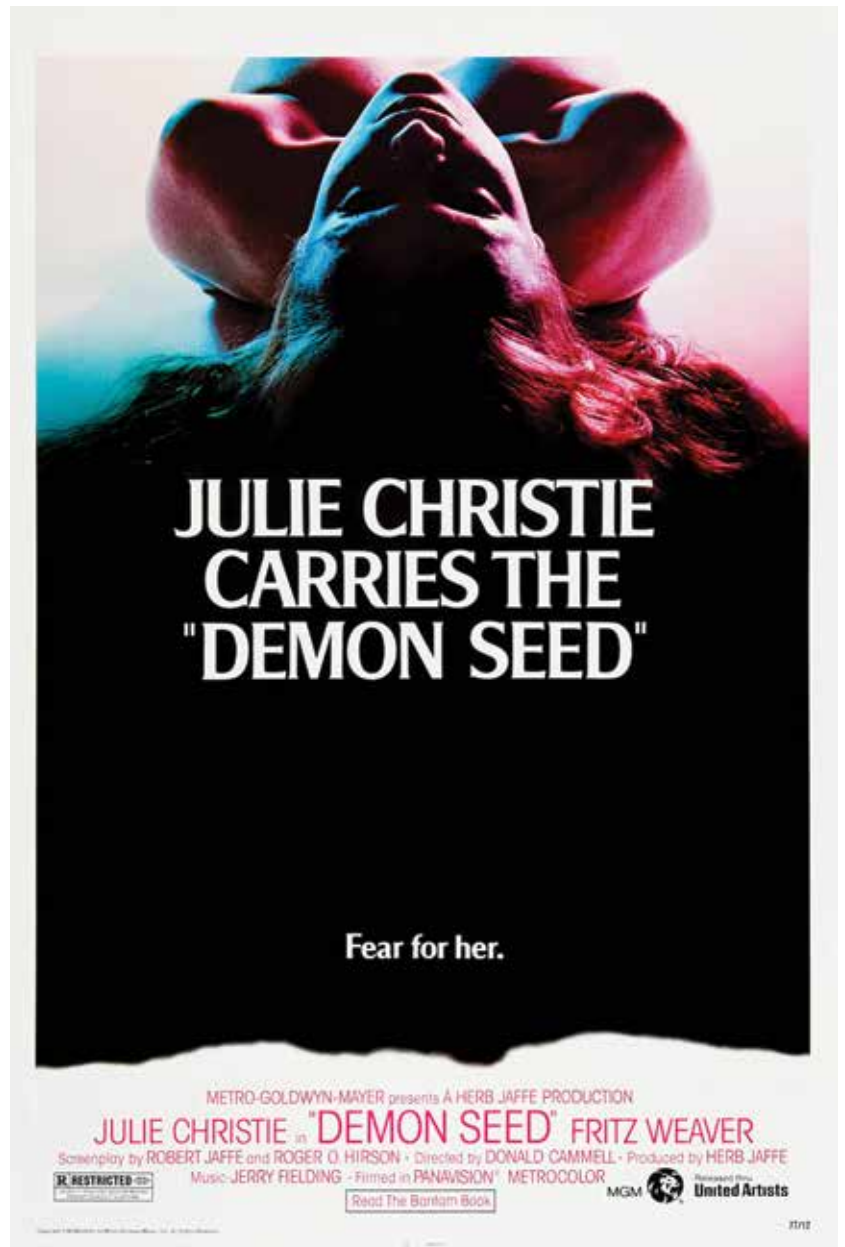 JULIE CHRISTIE
CARRIES THE
"DEMON SEED"
Fear for her.
METRO-GOLDWYN-MAYER presents A HERB JAFFE PRODUCTION
JULIE CHRISTIE in "DEMON SEED" FRITZ WEAVER
Screenplay by ROBERT JAFFE and ROGER O. HIRSON · Directed by DONALD CAMMELL · Produced by HERB JAFFE
Music-JERRY FIELDING - Filmed in PANAVISION® METROCOLOR
R RESTRICTED
MGM
Released thru
United Artists
Read The Bantam Book
77/12